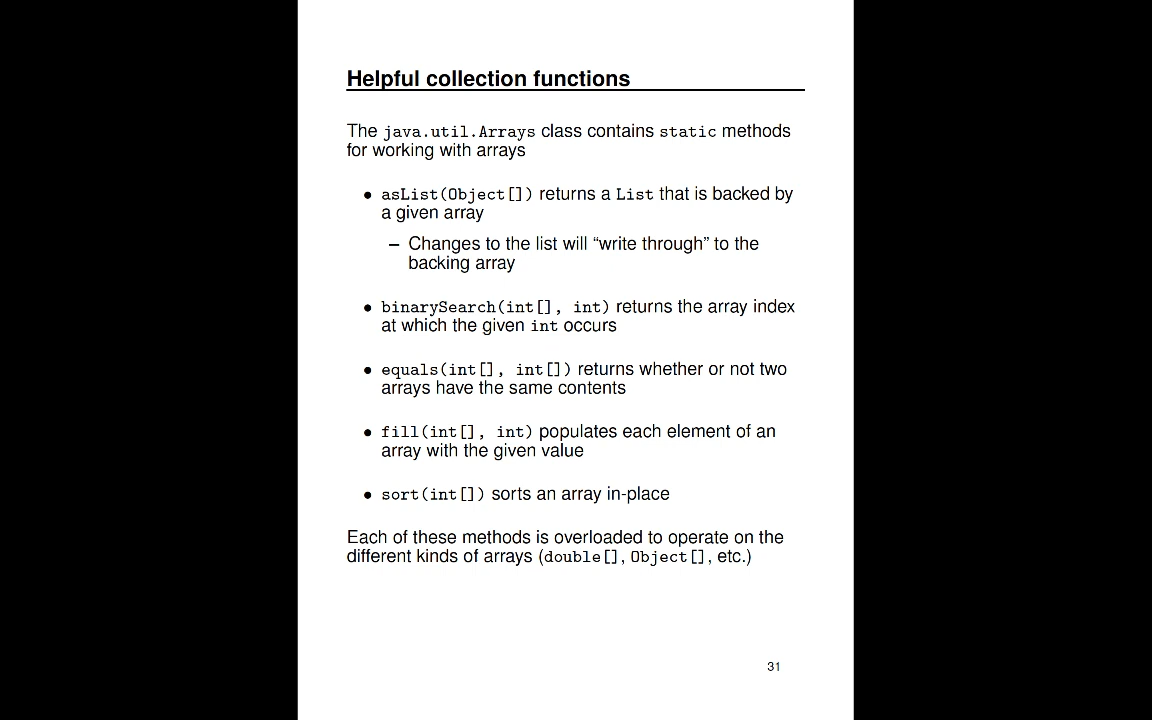 Helpful collection functions
The java.util.Arrays class contains static methods
for working with arrays
• asList(Object[]) returns a List that is backed by
a given array
– Changes to the list will “write through” to the
backing array
• binarySearch(int[], int) returns the array index
at which the given int occurs
• equals(int[], int[]) returns whether or not two
arrays have the same contents
• fill(int[], int) populates each element of an
array with the given value
• sort(int[]) sorts an array in-place
Each of these methods is overloaded to operate on the
different kinds of arrays (double[], Object[], etc.)
31